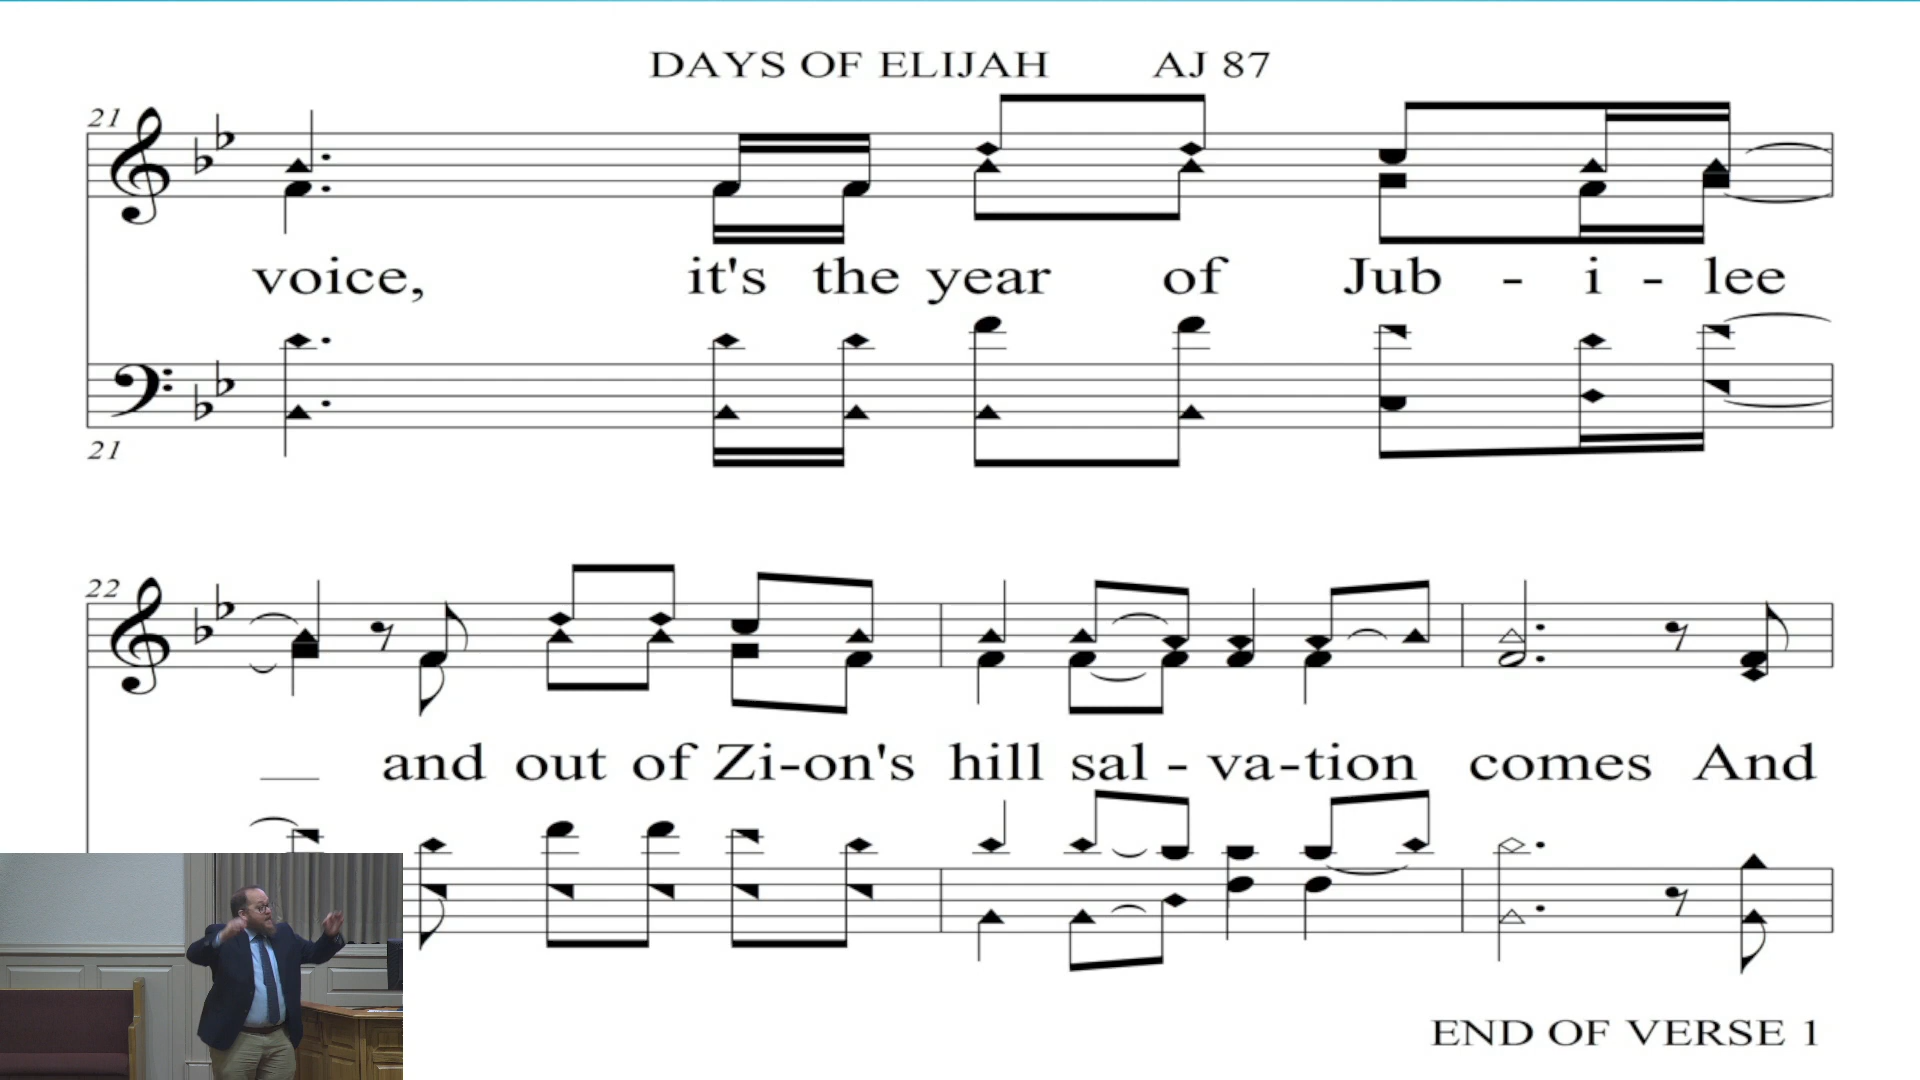 DAYS OF ELIJAH AJ 87
21
voice, it's the year of Jub - i - lee
21
22
__ and out of Zi-on's hill sal - va-tion comes And
END OF VERSE 1